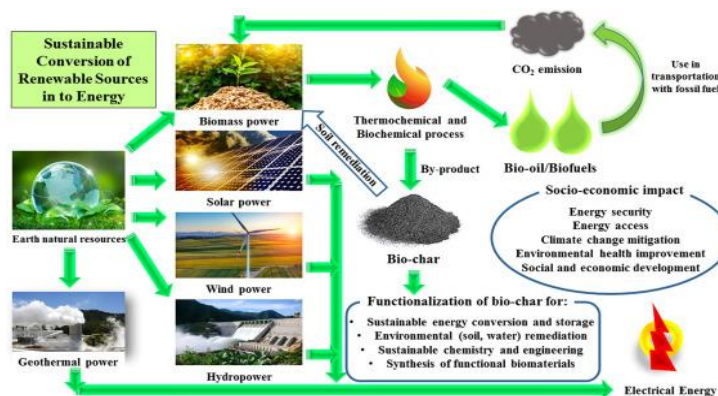 Sustainable
Conversion of
Renewable Sources
in to Energy
Biomass power
Thermochemical and
Biochemical process
CO2 emission
Use in
transportation
with fossil fuel
Bio-oil/Biofuels
Soil remediation
By-product
Solar power
Earth natural resources
Wind power
Bio-char
Socio-economic impact
Energy security
Energy access
Climate change mitigation
Environmental health improvement
Social and economic development
Geothermal power
Hydropower
Functionalization of bio-char for:
• Sustainable energy conversion and storage
• Environmental (soil, water) remediation
• Sustainable chemistry and engineering
• Synthesis of functional biomaterials
Electrical Energy